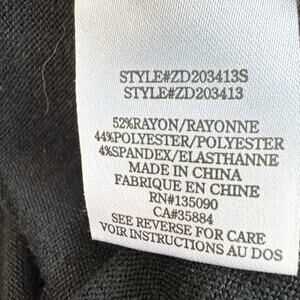 STYLE#ZD203413S
STYLE#ZD203413
52%RAYON/RAYONNE
44%POLYESTER/POLYESTER
4%SPANDEX/ELASTHANNE
MADE IN CHINA
FABRIQUE EN CHINE
RN#135090
CA#35884
SEE REVERSE FOR CARE
VOIR INSTRUCTIONS AU DOS